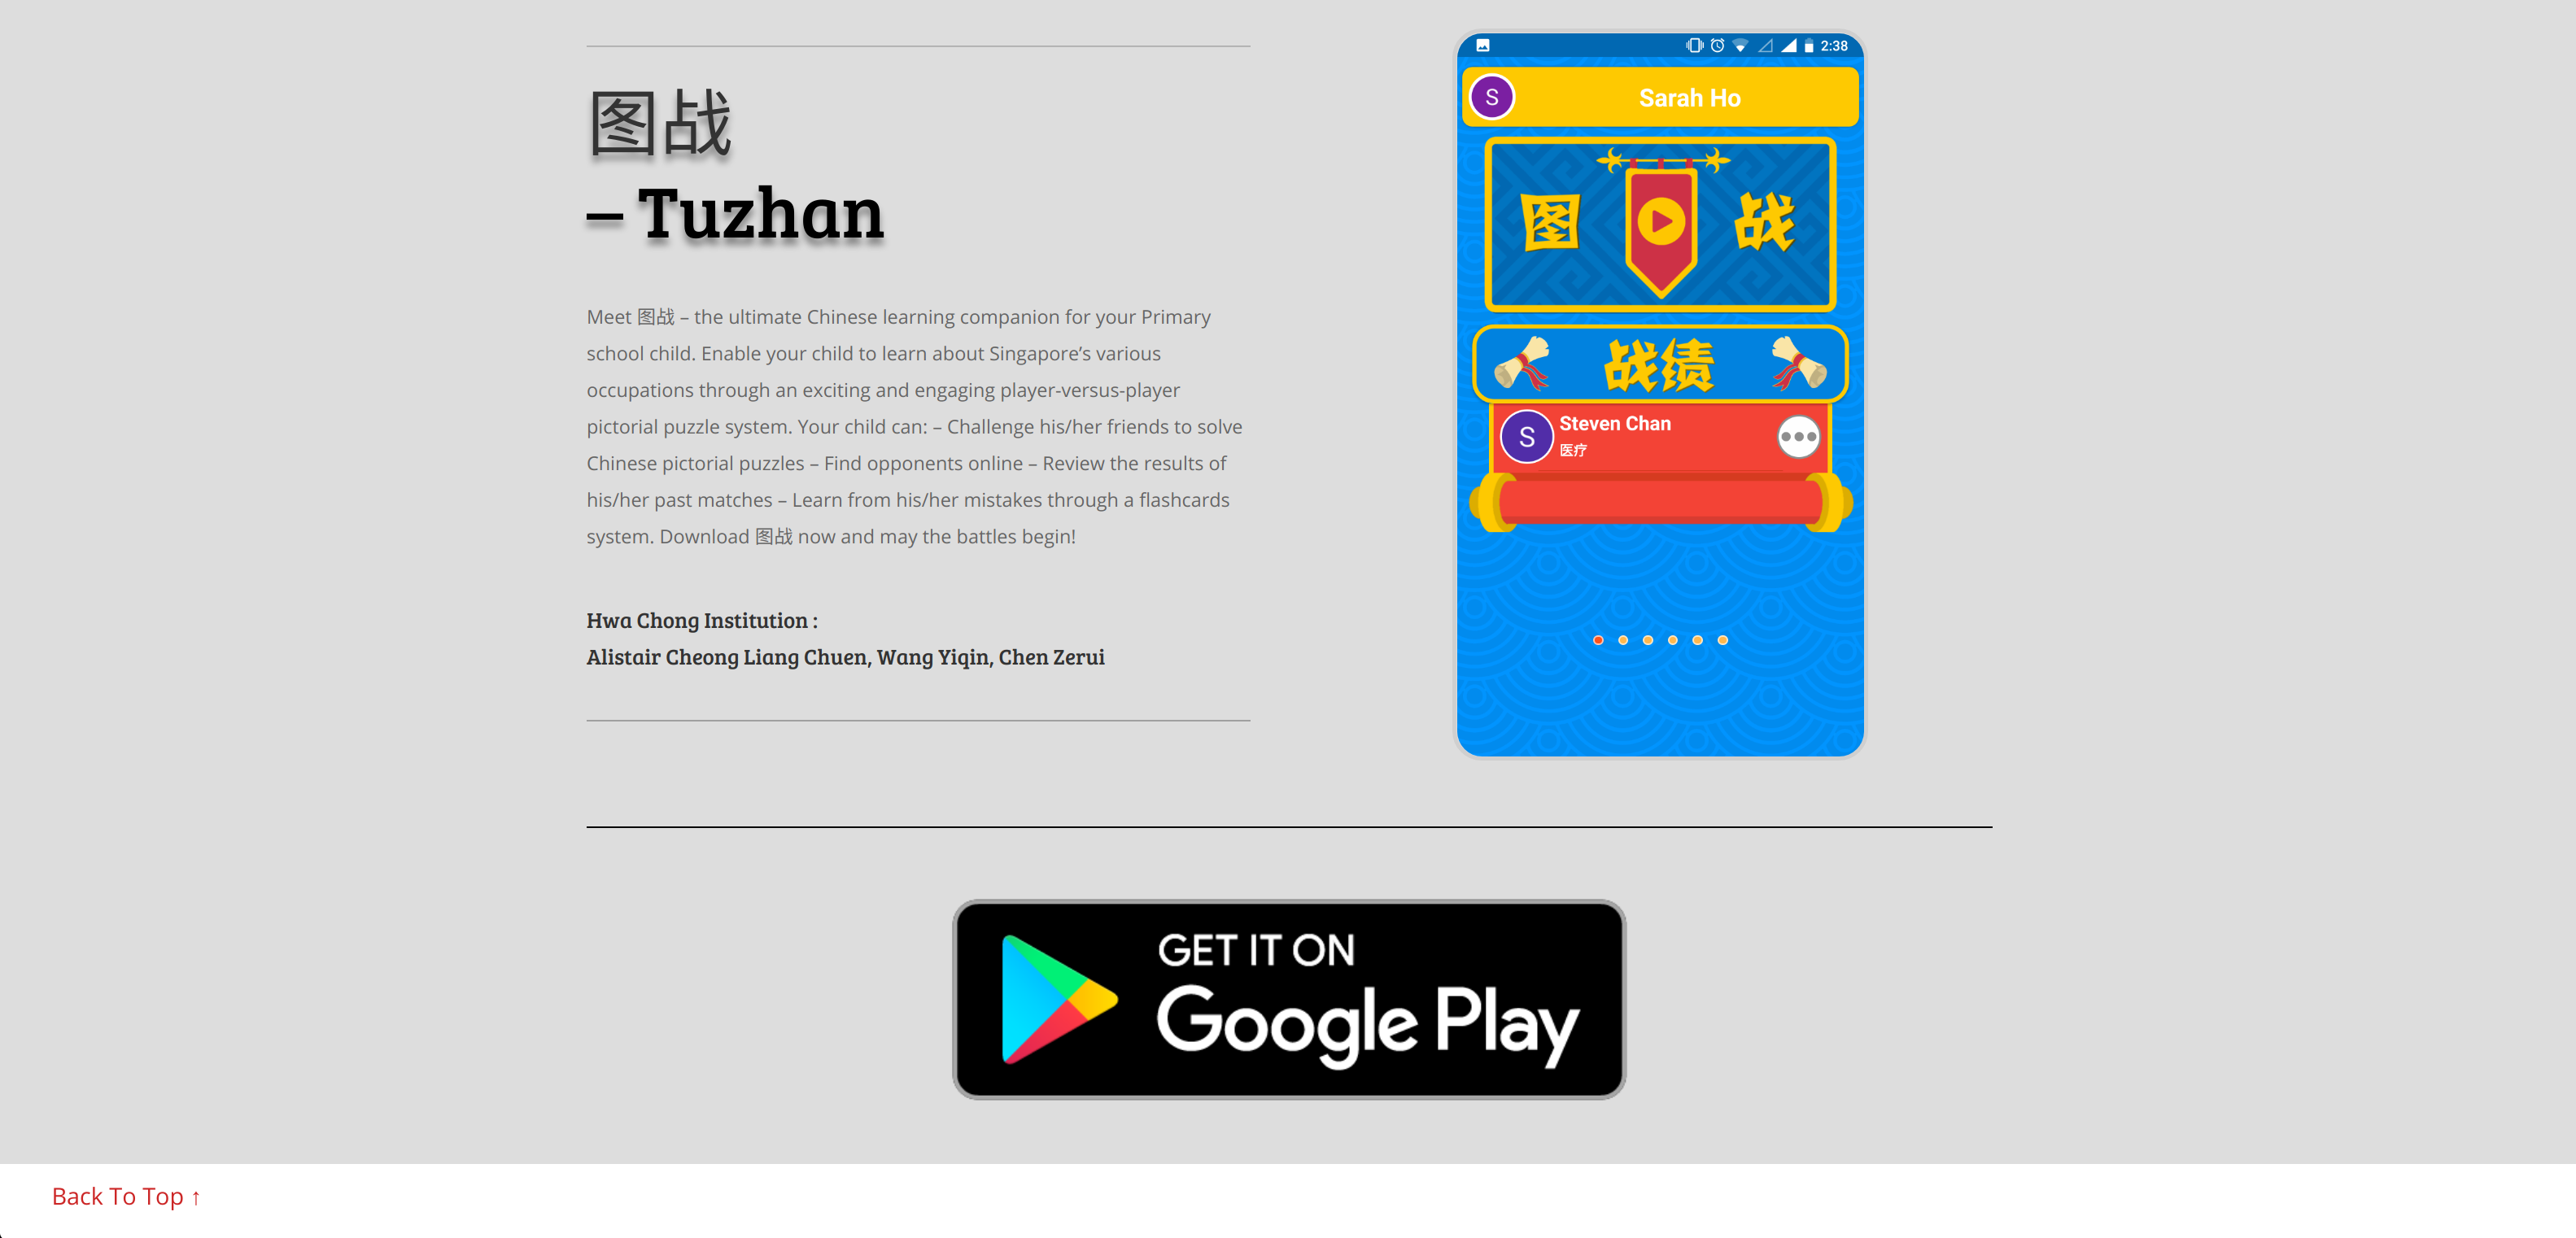 图战
– Tuzhan
Meet 图战 – the ultimate Chinese learning companion for your Primary
school child. Enable your child to learn about Singapore’s various
occupations through an exciting and engaging player-versus-player
pictorial puzzle system. Your child can: – Challenge his/her friends to solve
Chinese pictorial puzzles – Find opponents online – Review the results of
his/her past matches – Learn from his/her mistakes through a flashcards
system. Download 图战 now and may the battles begin!
Hwa Chong Institution :
Alistair Cheong Liang Chuen, Wang Yiqin, Chen Zerui
2:38
S
Sarah Ho
图 战
战绩
S
Steven Chan
医疗
GET IT ON
Google Play
Back To Top ↑